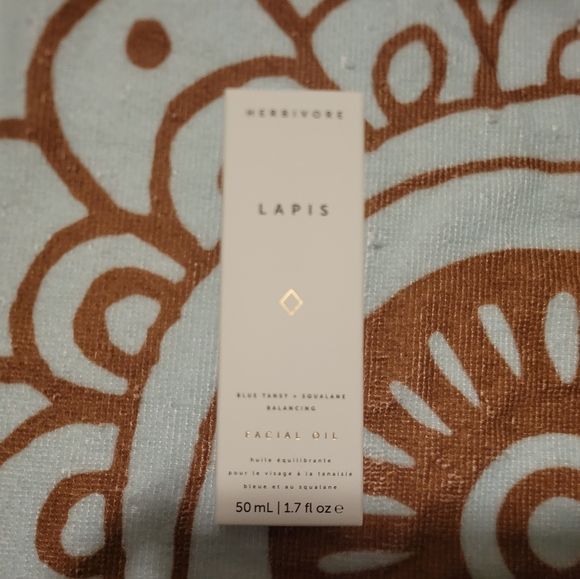 HERBIVORE
LAPIS
BLUE TANSY + SQUALANE
BALANCING
FACIAL OIL
huile équilibrante
pour le visage à la tanaisie
bleue et au squalane
50 mL | 1.7 fl oz ℮